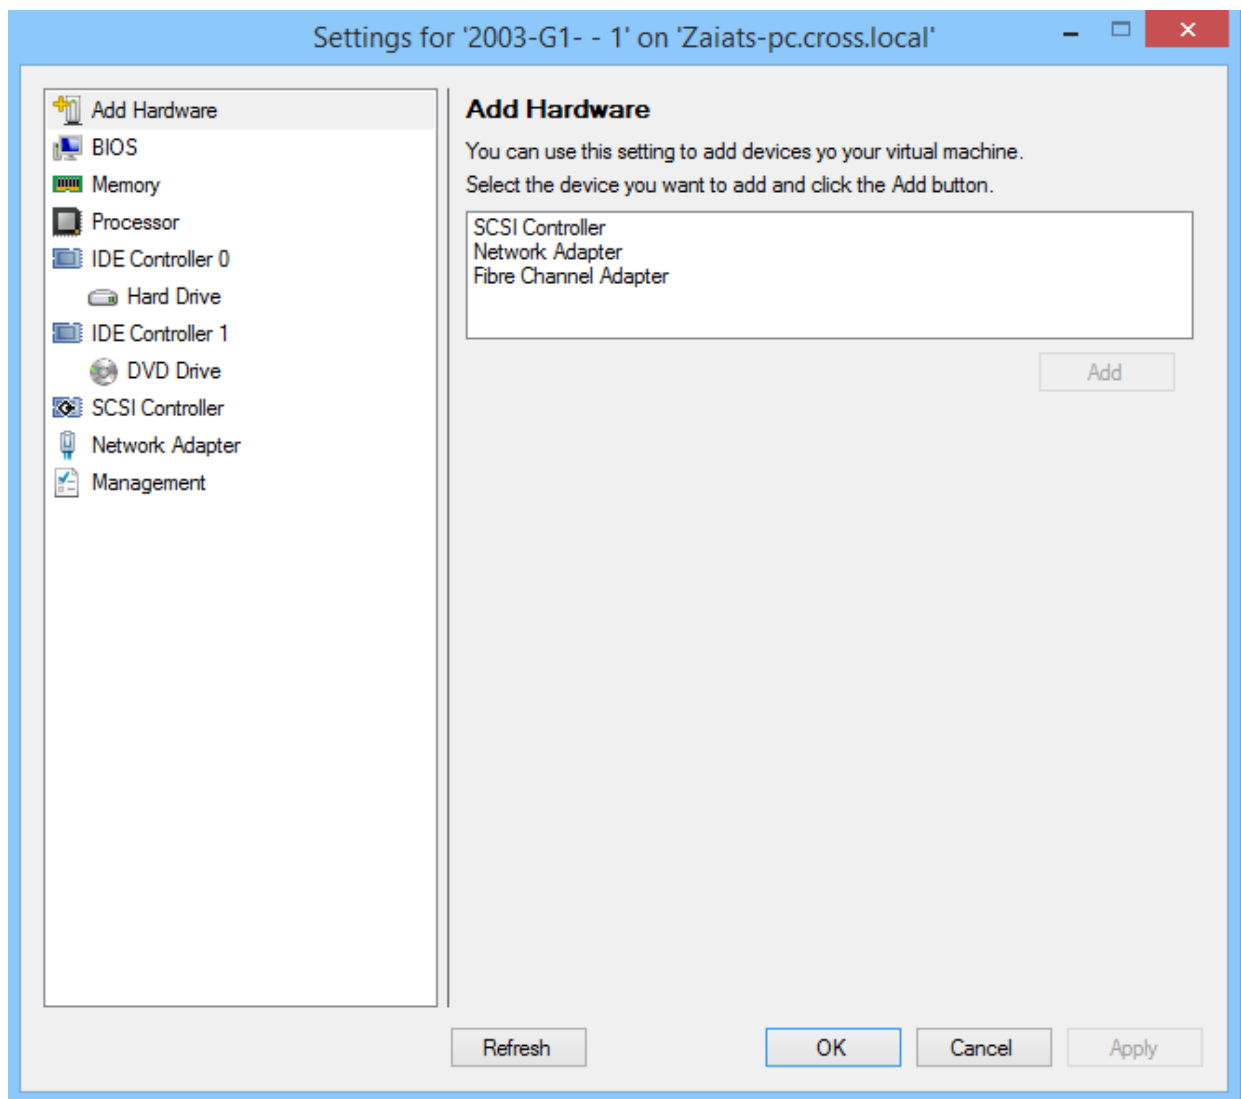 Settings for '2003-G1- - 1' on 'Zaiats-pc.cross.local'
Add Hardware
BIOS
Memory
Processor
IDE Controller 0
Hard Drive
IDE Controller 1
DVD Drive
SCSI Controller
Network Adapter
Management
Add Hardware
You can use this setting to add devices yo your virtual machine.
Select the device you want to add and click the Add button.
SCSI Controller
Network Adapter
Fibre Channel Adapter
Add
Refresh
OK
Cancel
Apply